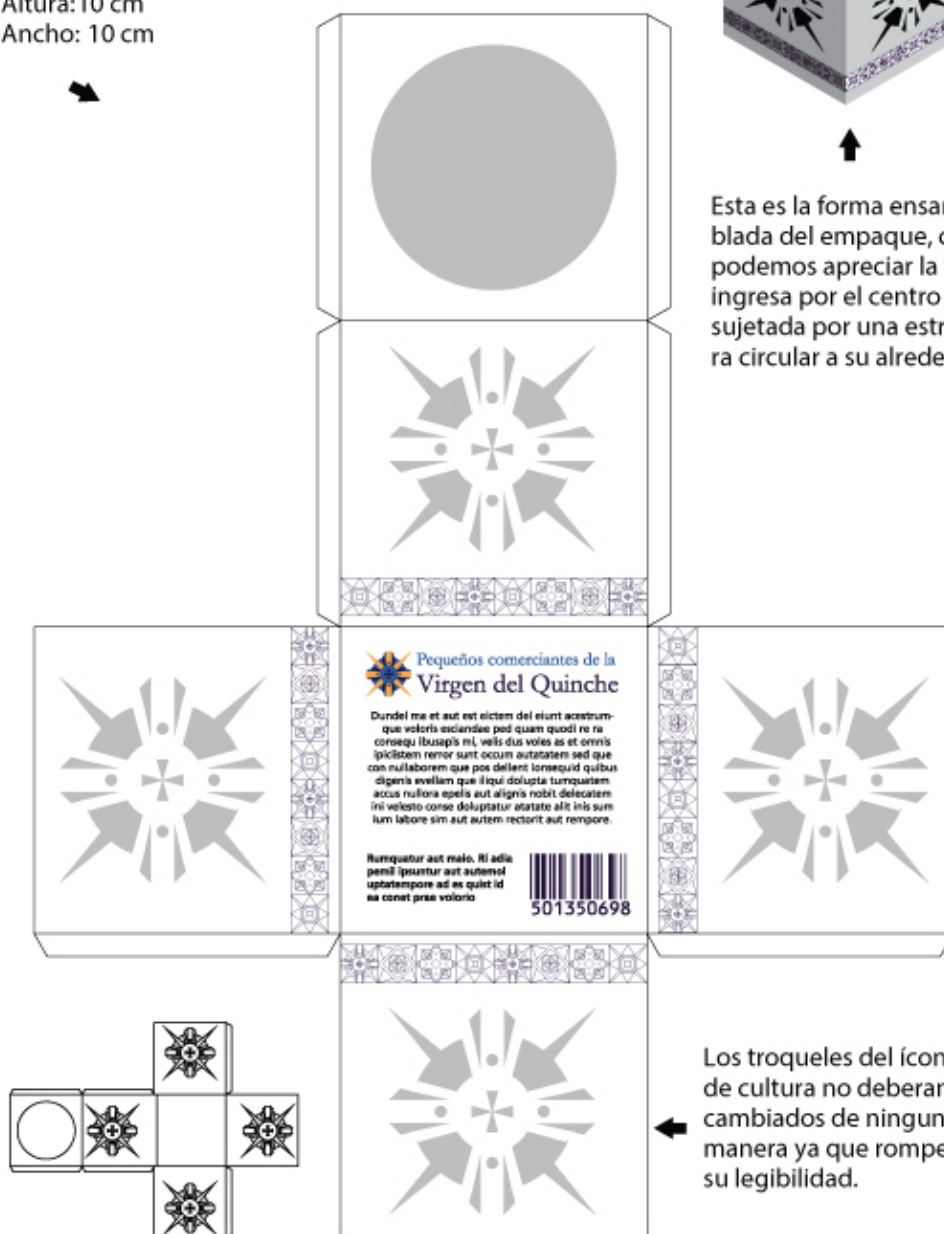 Altura: 10 cm
Ancho: 10 cm
Esta es la forma ensam
blada del empaque,
podemos apreciar la
ingresa por el centro
sujetada por una estr
ra circular a su alrede
Pequeños comerciantes de la
Virgen del Quinche
Dundel ma et aut est eictem del eiunt acestrum-
que voloris esciandae ped quam quodi re ra
consequ ibusapis mi, velis dus voles as et omnis
ipiclistem rerror sunt occum autatatem sed que
con nullaborem que pos dellent lonsequid quibus
digenis evellam que iliqui dolupta tumquatem
accus nullora epelis aut alignis nobit delecatem
ini velesto conse doluptatur atatate alit inis sum
ium labore sim aut autem rectorit aut rempore.
Rumquatur aut maio. Ri adia
pemil ipsuntur aut autemol
uptatempore ad es quist id
ea conet prae volorio
501350698
Los troqueles del ícon
de cultura no deberan
cambiados de ningun
manera ya que rompe
su legibilidad.